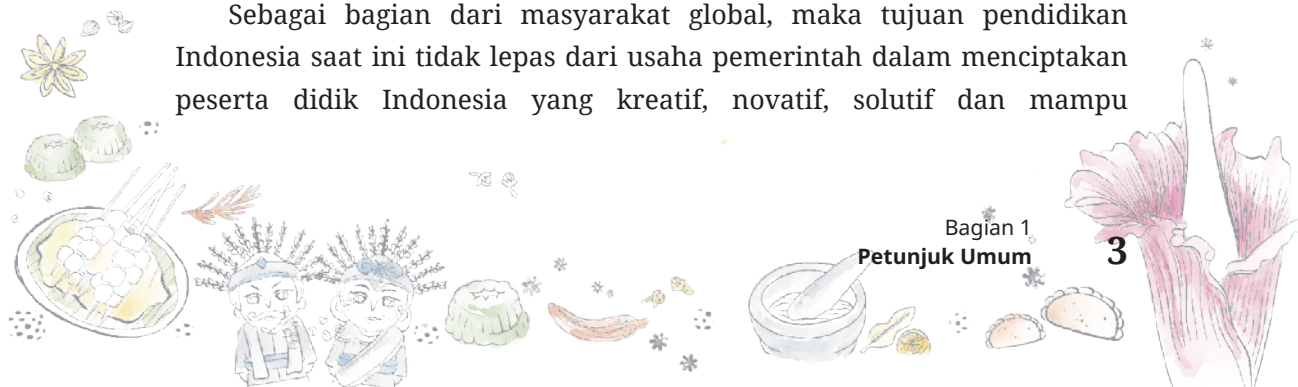 Sebagai bagian dari masyarakat global, maka tujuan pendidikan
Indonesia saat ini tidak lepas dari usaha pemerintah dalam menciptakan
peserta didik Indonesia yang kreatif, novatif, solutif dan mampu
Bagian 1
Petunjuk Umum
3